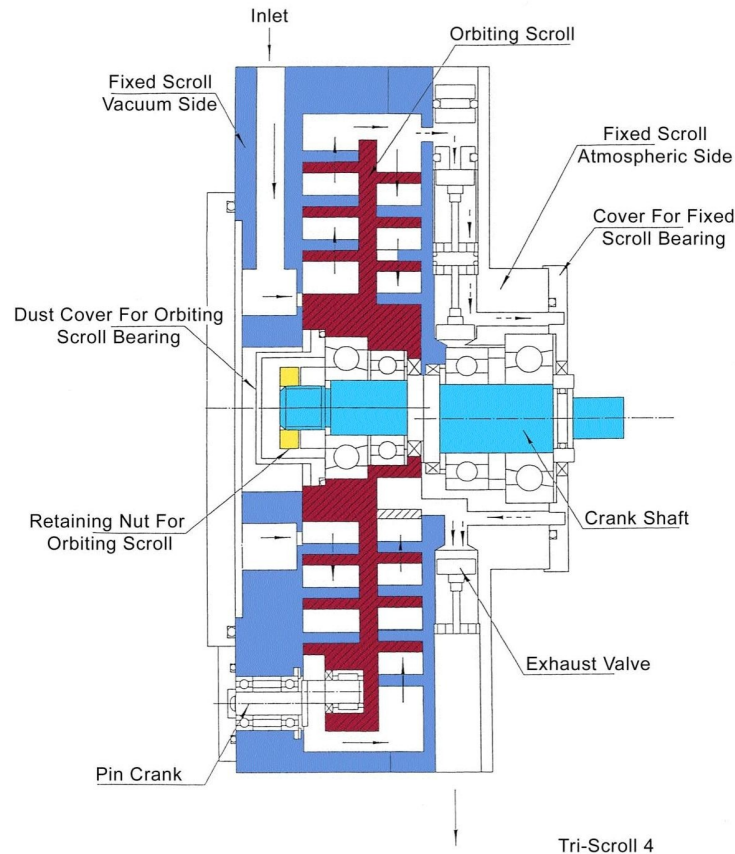 Inlet
Orbiting Scroll
Fixed Scroll
Vacuum Side
Fixed Scroll
Atmospheric Side
Cover For Fixed
Scroll Bearing
Dust Cover For Orbiting
Scroll Bearing
Retaining Nut For
Orbiting Scroll
Crank Shaft
Exhaust Valve
Pin Crank
Tri-Scroll 4